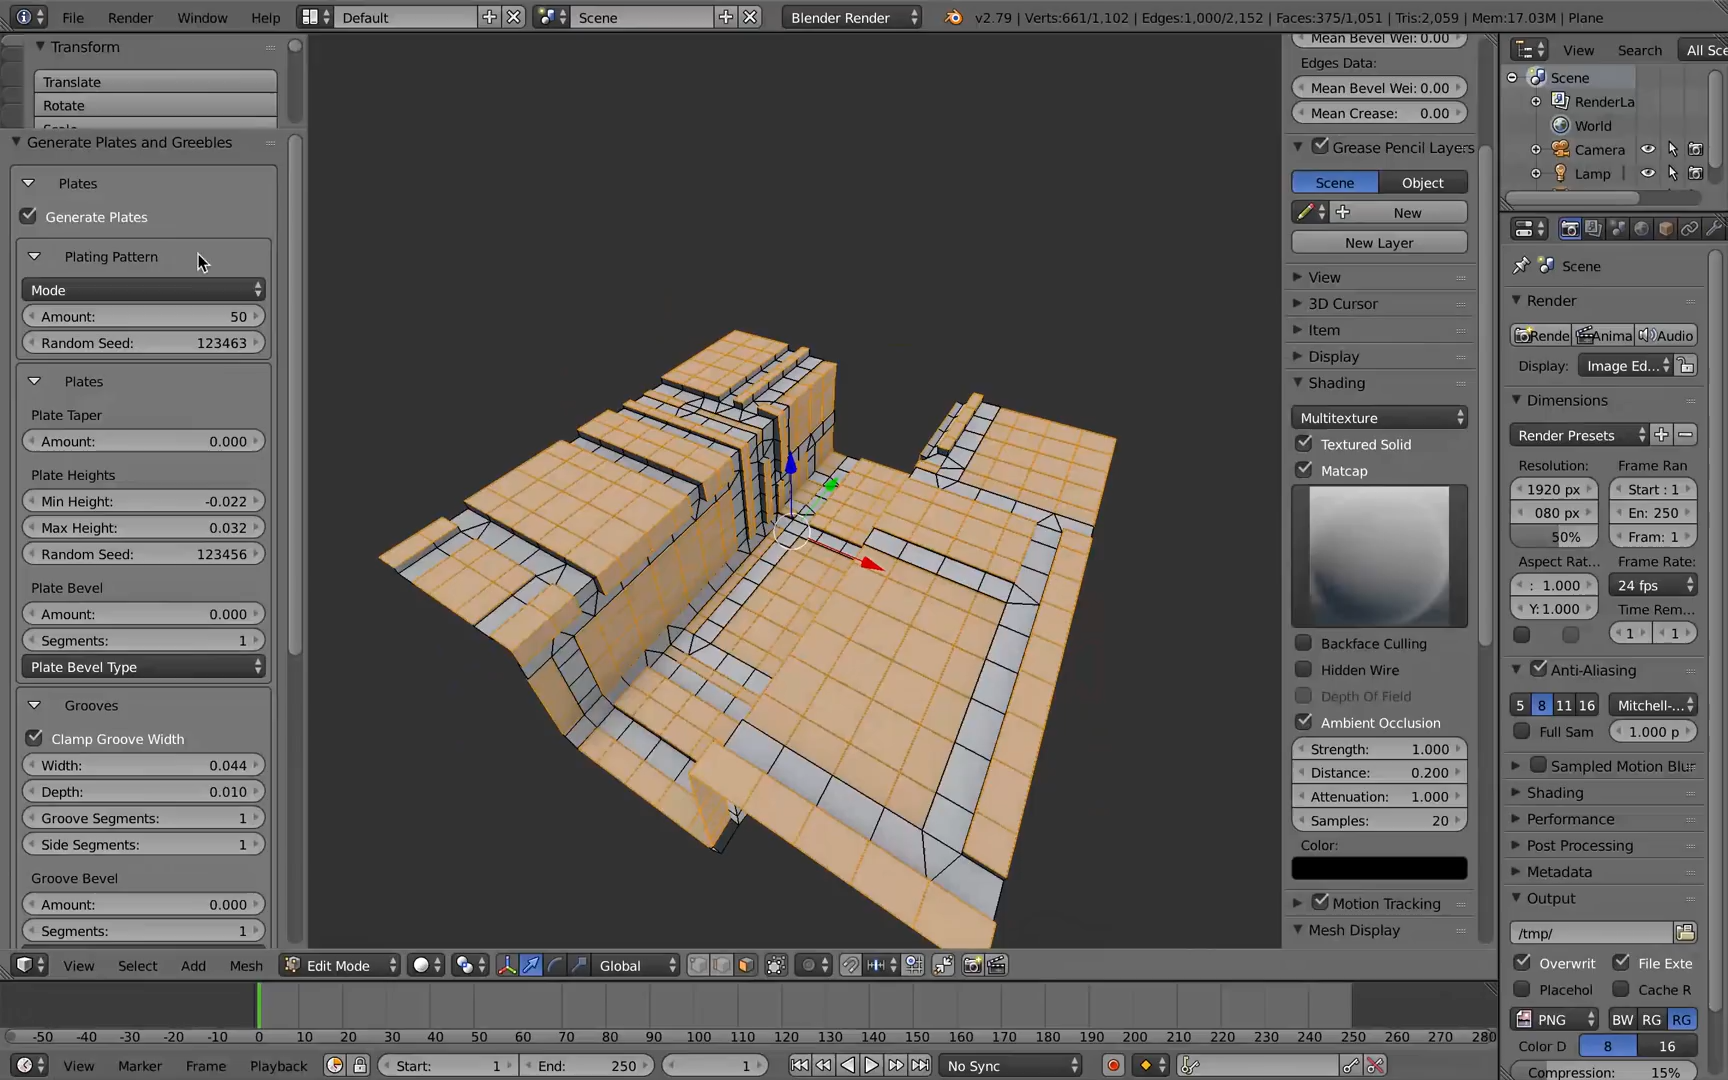 File Render Window Help Default Scene Blender Render v2.79 | Verts:661/1,102 | Edges:1,000/2,152 | Faces:375/1,051 | Tris:2,059 | Mem:17.03M | Plane
Transform
Translate
Rotate
Generate Plates and Greebles
Plates
Generate Plates
Plating Pattern
Mode
Amount: 50
Random Seed: 123463
Plates
Plate Taper
Amount: 0.000
Plate Heights
Min Height: -0.022
Max Height: 0.032
Random Seed: 123456
Plate Bevel
Amount: 0.000
Segments: 1
Plate Bevel Type
Grooves
Clamp Groove Width
Width: 0.044
Depth: 0.010
Groove Segments: 1
Side Segments: 1
Groove Bevel
Amount: 0.000
Segments: 1
Mean Bevel Wei: 0.00
Edges Data:
Mean Bevel Wei: 0.00
Mean Crease: 0.00
Grease Pencil Layers
Scene Object
New
New Layer
View
3D Cursor
Item
Display
Shading
Multitexture
Textured Solid
Matcap
Backface Culling
Hidden Wire
Depth Of Field
Ambient Occlusion
Strength: 1.000
Distance: 0.200
Attenuation: 1.000
Samples: 20
Color:
Motion Tracking
Mesh Display
View Search All Sce
Scene
RenderLa
World
Camera
Lamp
Scene
Render
Rende Anima Audio
Display: Image Ed...
Dimensions
Render Presets
Resolution: Frame Ran
1920 px Start : 1
080 px En: 250
50% Fram: 1
Aspect Rat... Frame Rate:
: 1.000 24 fps
Y: 1.000 Time Rem...
1 1
Anti-Aliasing
5 8 11 16 Mitchell-...
Full Sam 1.000 p
Sampled Motion Blur
Shading
Performance
Post Processing
Metadata
Output
/tmp/
Overwrit File Exte
Placehol Cache R
PNG BW RG RG
Color D 8 16
Compression: 15%
View Select Add Mesh Edit Mode Global
-50 -40 -30 -20 -10 0 10 20 30 40 50 60 70 80 90 100 110 120 130 140 150 160 170 180 190 200 210 220 230 240 250 260 270 280
View Marker Frame Playback Start: 1 End: 250 1 No Sync